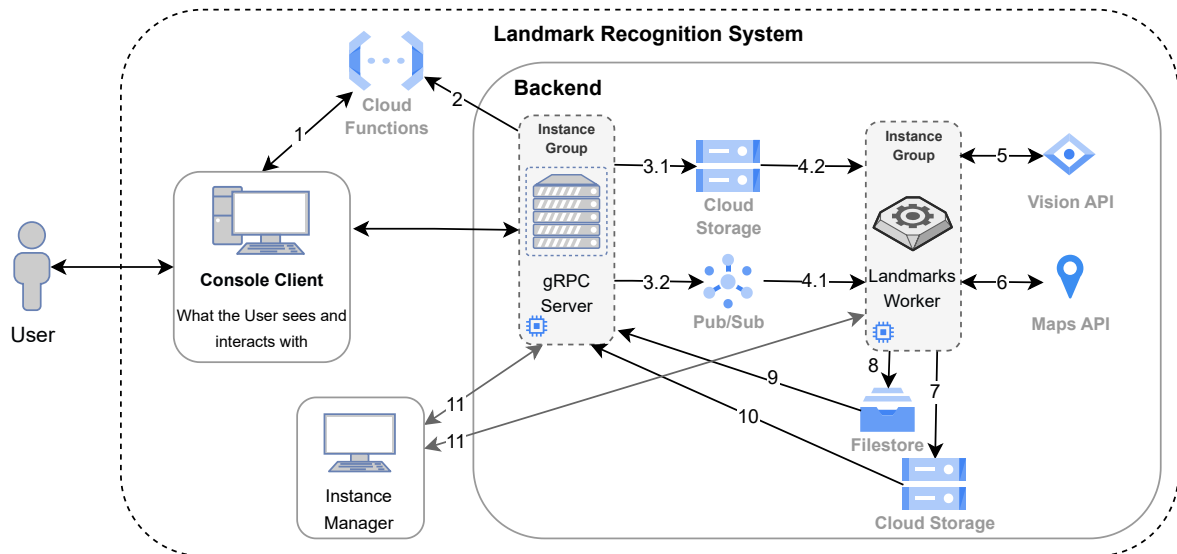 Landmark Recognition System
Backend
Cloud
Functions
1
2
Instance
Group
gRPC
Server
3.1
3.2
Cloud
Storage
Pub/Sub
4.2
4.1
Instance
Group
Landmarks
Worker
5
6
Vision API
Maps API
User
Console Client
What the User sees and
interacts with
8
7
9
10
11
11
Filestore
Cloud Storage
Instance
Manager